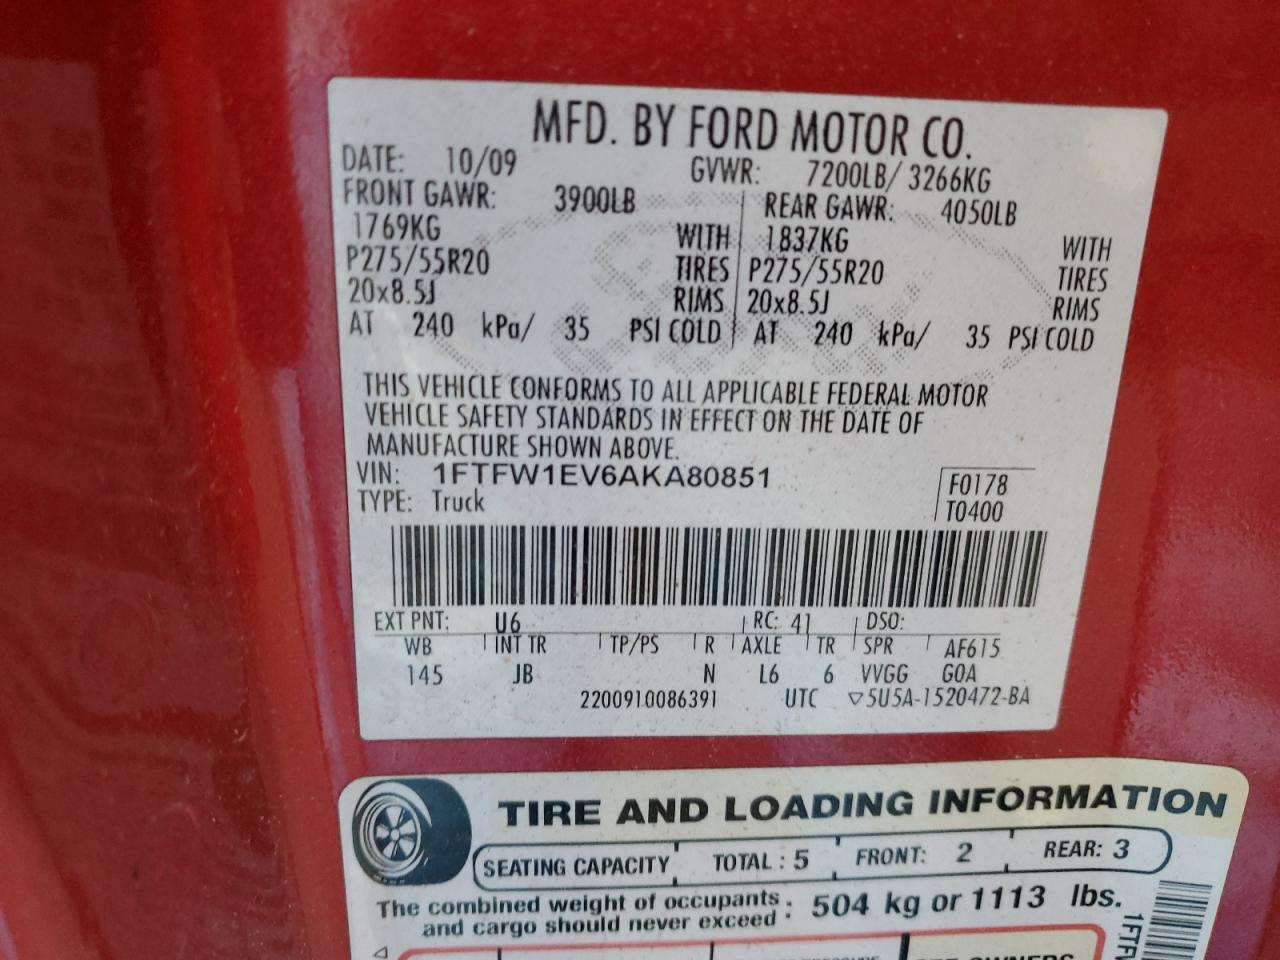 MFD. BY FORD MOTOR CO.
DATE: 10/09 GVWR: 7200LB/ 3266KG
FRONT GAWR: 3900LB REAR GAWR: 4050LB
1769KG WITH 1837KG WITH
P275/55R20 TIRES P275/55R20 TIRES
20x8.5J RIMS 20x8.5J RIMS
AT 240 kPa/ 35 PSI COLD AT 240 kPa/ 35 PSI COLD
THIS VEHICLE CONFORMS TO ALL APPLICABLE FEDERAL MOTOR
VEHICLE SAFETY STANDARDS IN EFFECT ON THE DATE OF
MANUFACTURE SHOWN ABOVE.
VIN: 1FTFW1EV6AKA80851 F0178
TYPE: Truck T0400
EXT PNT: U6 RC: 41 DSO:
WB INT TR TP/PS R AXLE TR SPR AF615
145 JB N L6 6 VVGG GOA
2200910086391 UTC ▽5U5A-1520472-BA
TIRE AND LOADING INFORMATION
SEATING CAPACITY TOTAL : 5 FRONT: 2 REAR: 3
The combined weight of occupants
and cargo should never exceed : 504 kg or 1113 lbs.